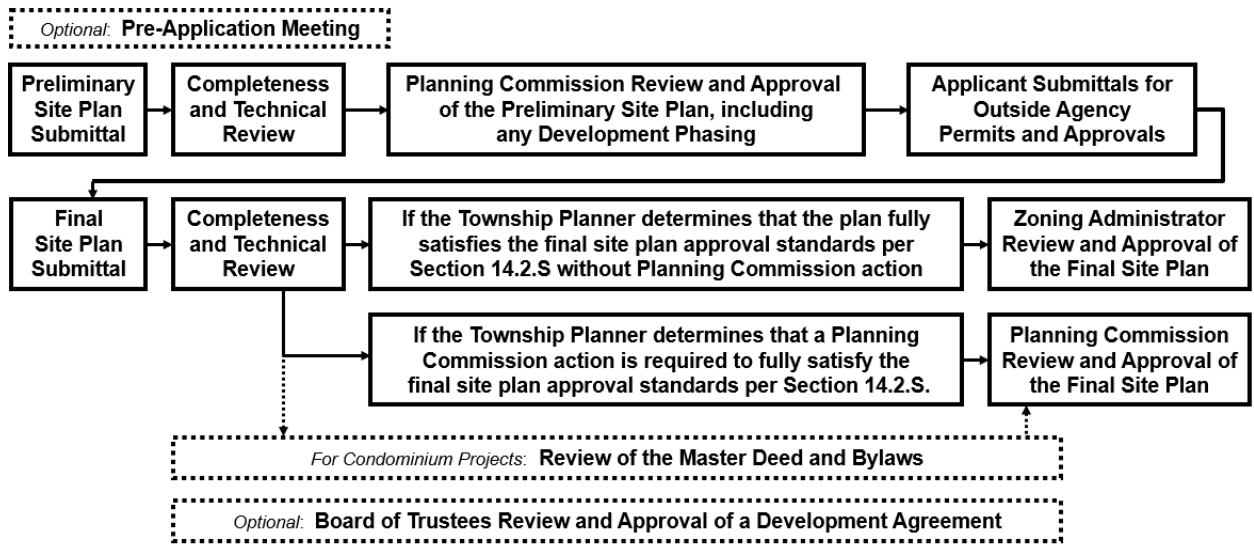 Optional: Pre-Application Meeting
Preliminary
Site Plan
Submittal
Completeness
and Technical
Review
Planning Commission Review and Approval
of the Preliminary Site Plan, including
any Development Phasing
Applicant Submittals for
Outside Agency
Permits and Approvals
Final
Site Plan
Submittal
Completeness
and Technical
Review
If the Township Planner determines that the plan fully
satisfies the final site plan approval standards per
Section 14.2.S without Planning Commission action
Zoning Administrator
Review and Approval of
the Final Site Plan
If the Township Planner determines that a Planning
Commission action is required to fully satisfy the
final site plan approval standards per Section 14.2.S.
Planning Commission
Review and Approval of
the Final Site Plan
For Condominium Projects: Review of the Master Deed and Bylaws
Optional: Board of Trustees Review and Approval of a Development Agreement